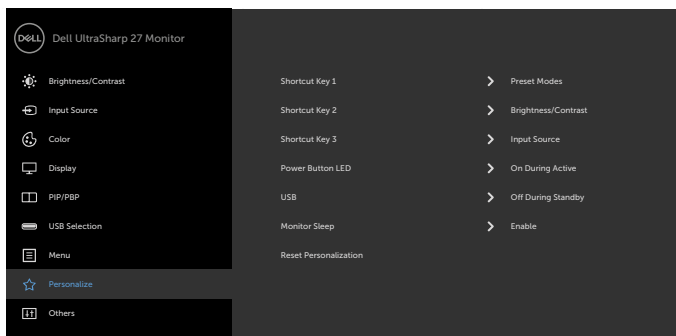 DELL Dell UltraSharp 27 Monitor
Brightness/Contrast
Input Source
Color
Display
PIP/PBP
USB Selection
Menu
Personalize
Others
Shortcut Key 1 Preset Modes
Shortcut Key 2 Brightness/Contrast
Shortcut Key 3 Input Source
Power Button LED On During Active
USB Off During Standby
Monitor Sleep Enable
Reset Personalization